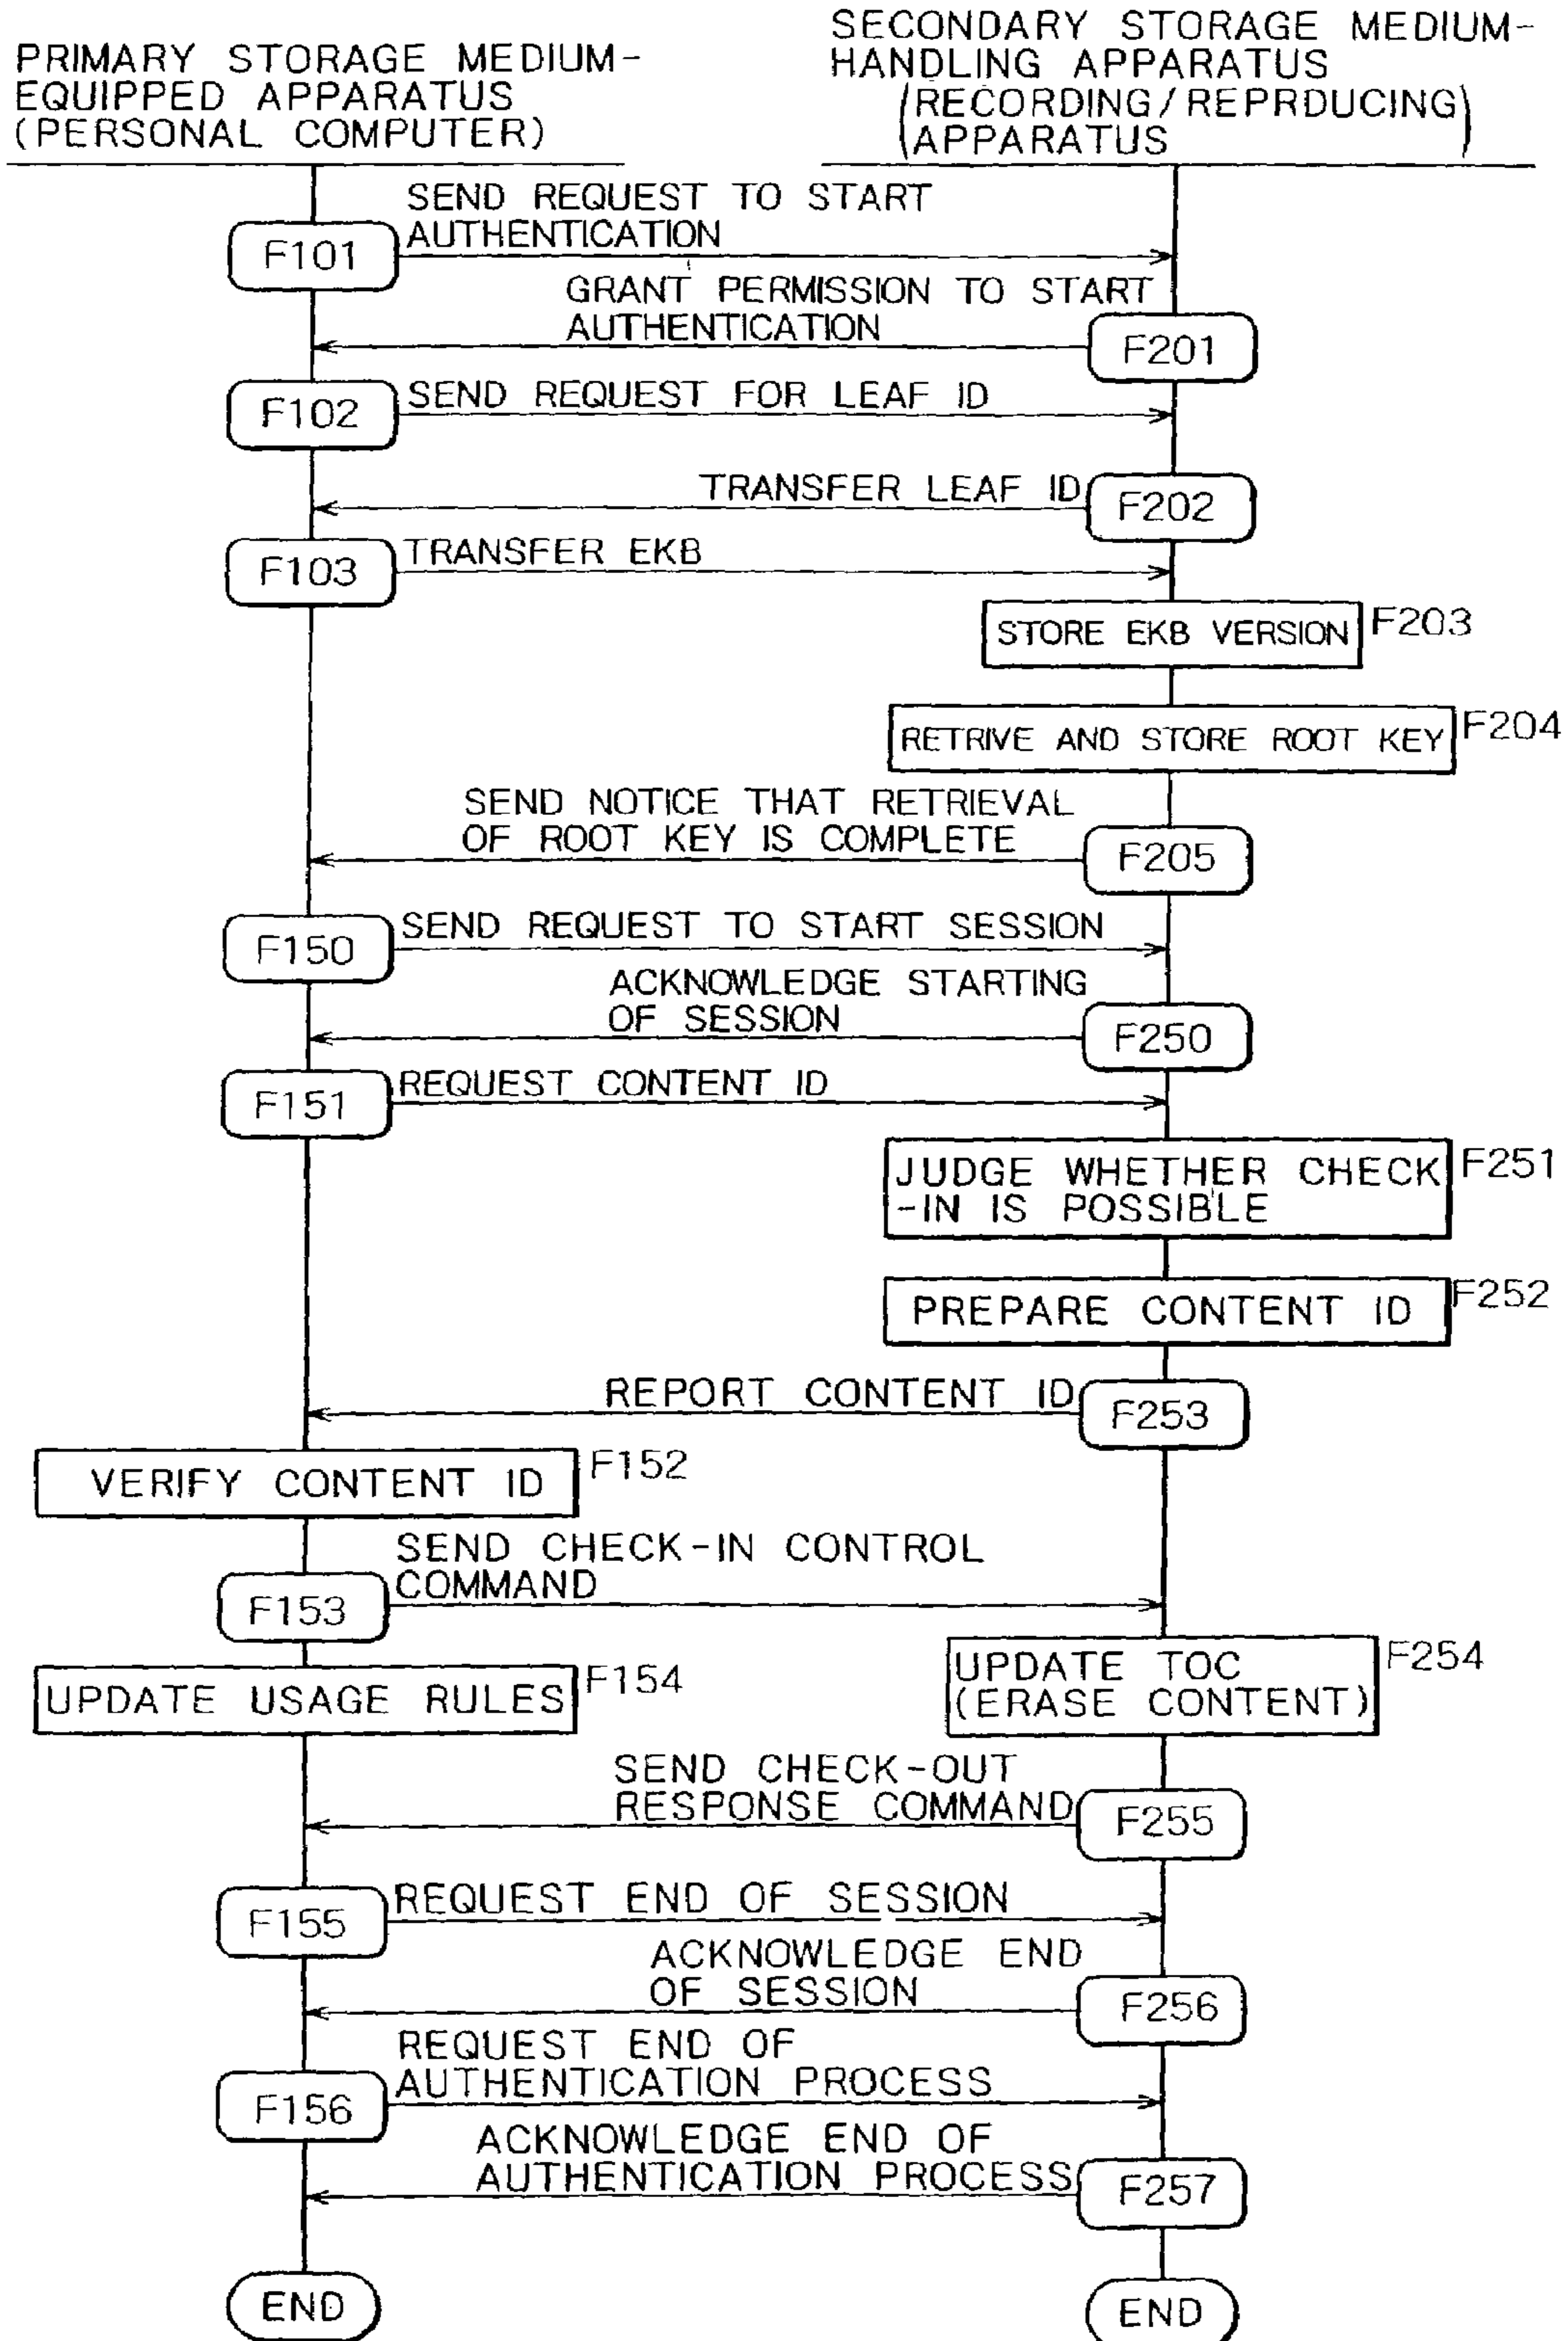 PRIMARY STORAGE MEDIUM-
EQUIPPED APPARATUS
(PERSONAL COMPUTER)
SECONDARY STORAGE MEDIUM-
HANDLING APPARATUS
(RECORDING/REPRDUCING)
APPARATUS
SEND REQUEST TO START
AUTHENTICATION
F101
GRANT PERMISSION TO START
AUTHENTICATION
F201
F102
SEND REQUEST FOR LEAF ID
TRANSFER LEAF ID
F202
F103
TRANSFER EKB
STORE EKB VERSION
F203
RETRIVE AND STORE ROOT KEY
F204
SEND NOTICE THAT RETRIEVAL
OF ROOT KEY IS COMPLETE
F205
F150
SEND REQUEST TO START SESSION
ACKNOWLEDGE STARTING
OF SESSION
F250
F151
REQUEST CONTENT ID
JUDGE WHETHER CHECK
-IN IS POSSIBLE
F251
PREPARE CONTENT ID
F252
REPORT CONTENT ID
F253
VERIFY CONTENT ID
F152
SEND CHECK-IN CONTROL
COMMAND
F153
UPDATE USAGE RULES
F154
UPDATE TOC
(ERASE CONTENT)
F254
SEND CHECK-OUT
RESPONSE COMMAND
F255
F155
REQUEST END OF SESSION
ACKNOWLEDGE END
OF SESSION
F256
REQUEST END OF
AUTHENTICATION PROCESS
F156
ACKNOWLEDGE END OF
AUTHENTICATION PROCESS
F257
END
END